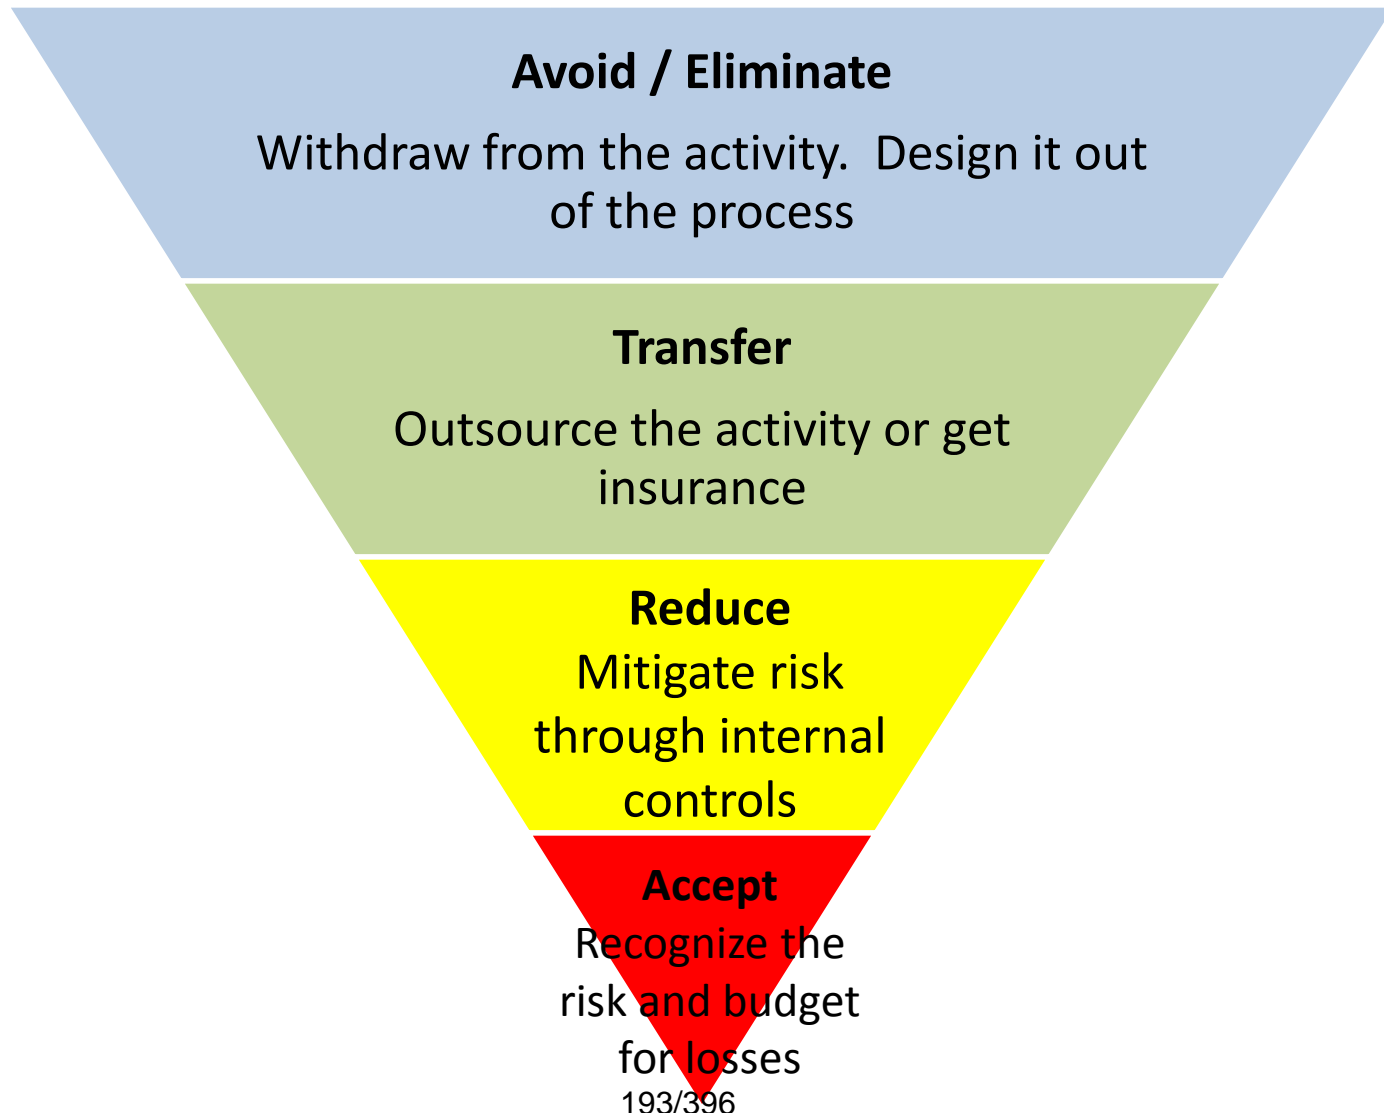 Avoid / Eliminate
Withdraw from the activity.  Design it out
of the process
Transfer
Outsource the activity or get
insurance
Reduce
Mitigate risk
through internal
controls
Accept
Recognize the
risk and budget
for losses
193/396